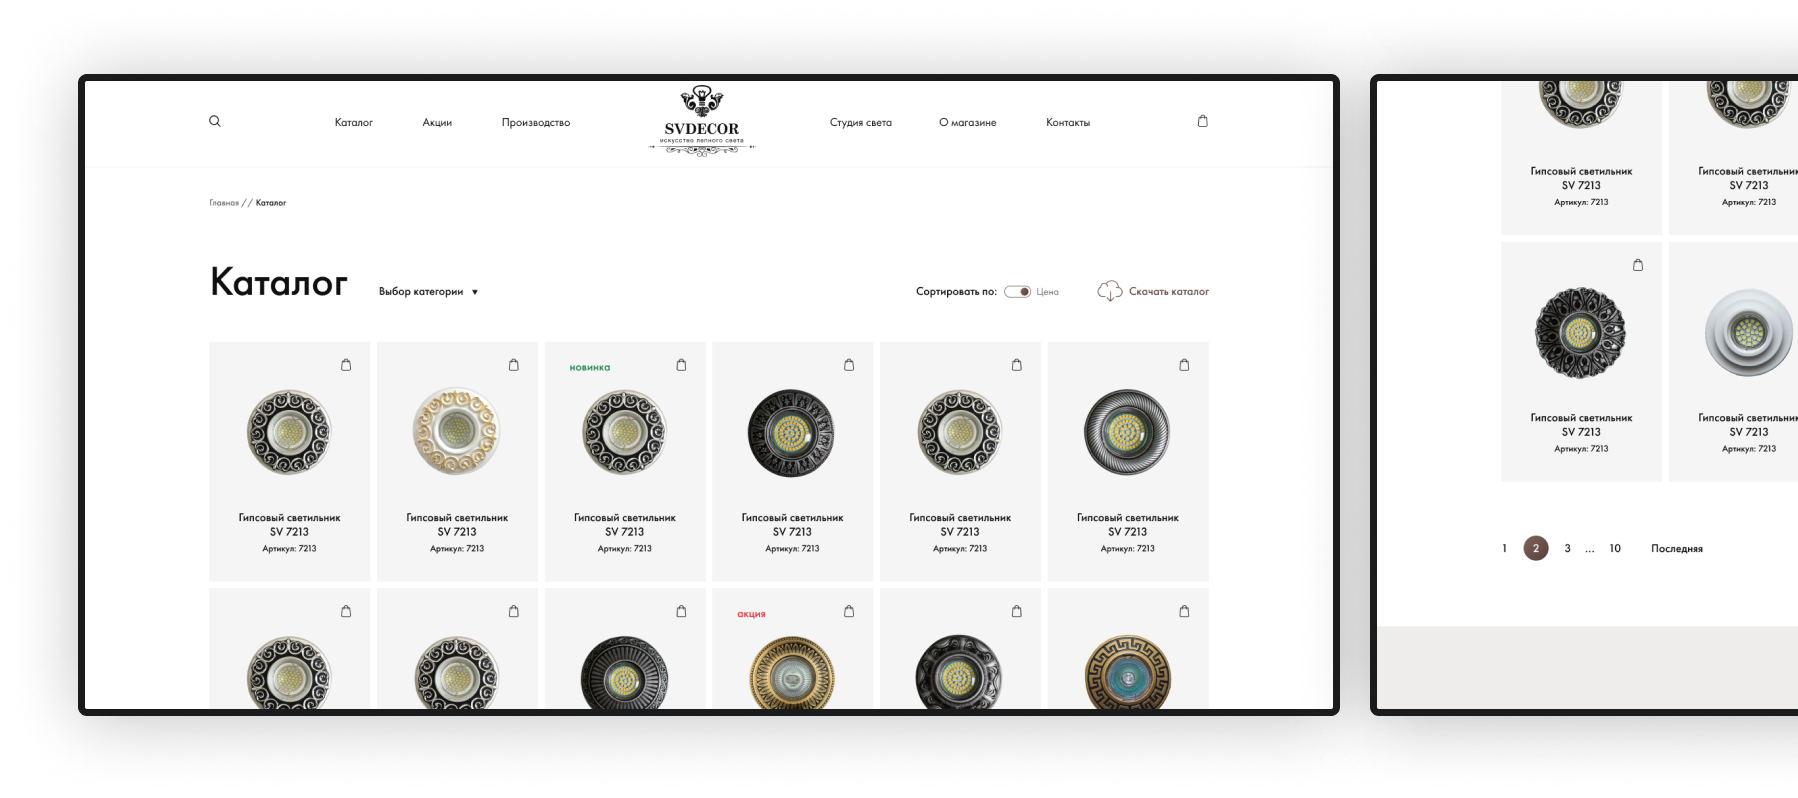 Каталог
Акции
Производство
SVDECOR
искусство лепного света
Студия света
О магазине
Контакты
Главная // Каталог
Каталог
Выбор категории
Сортировать по:
Цена
Скачать каталог
Гипсовый светильник
SV 7213
Артикул: 7213
Гипсовый светильник
SV 7213
Артикул: 7213
новинка
Гипсовый светильник
SV 7213
Артикул: 7213
Гипсовый светильник
SV 7213
Артикул: 7213
Гипсовый светильник
SV 7213
Артикул: 7213
Гипсовый светильник
SV 7213
Артикул: 7213
акция
Гипсовый светильник
SV 7213
Артикул: 7213
Гипсовый светильник
SV 7213
Артикул: 7213
Гипсовый светильник
SV 7213
Артикул: 7213
Гипсовый светильник
SV 7213
Артикул: 7213
1 2 3 ... 10 Последняя